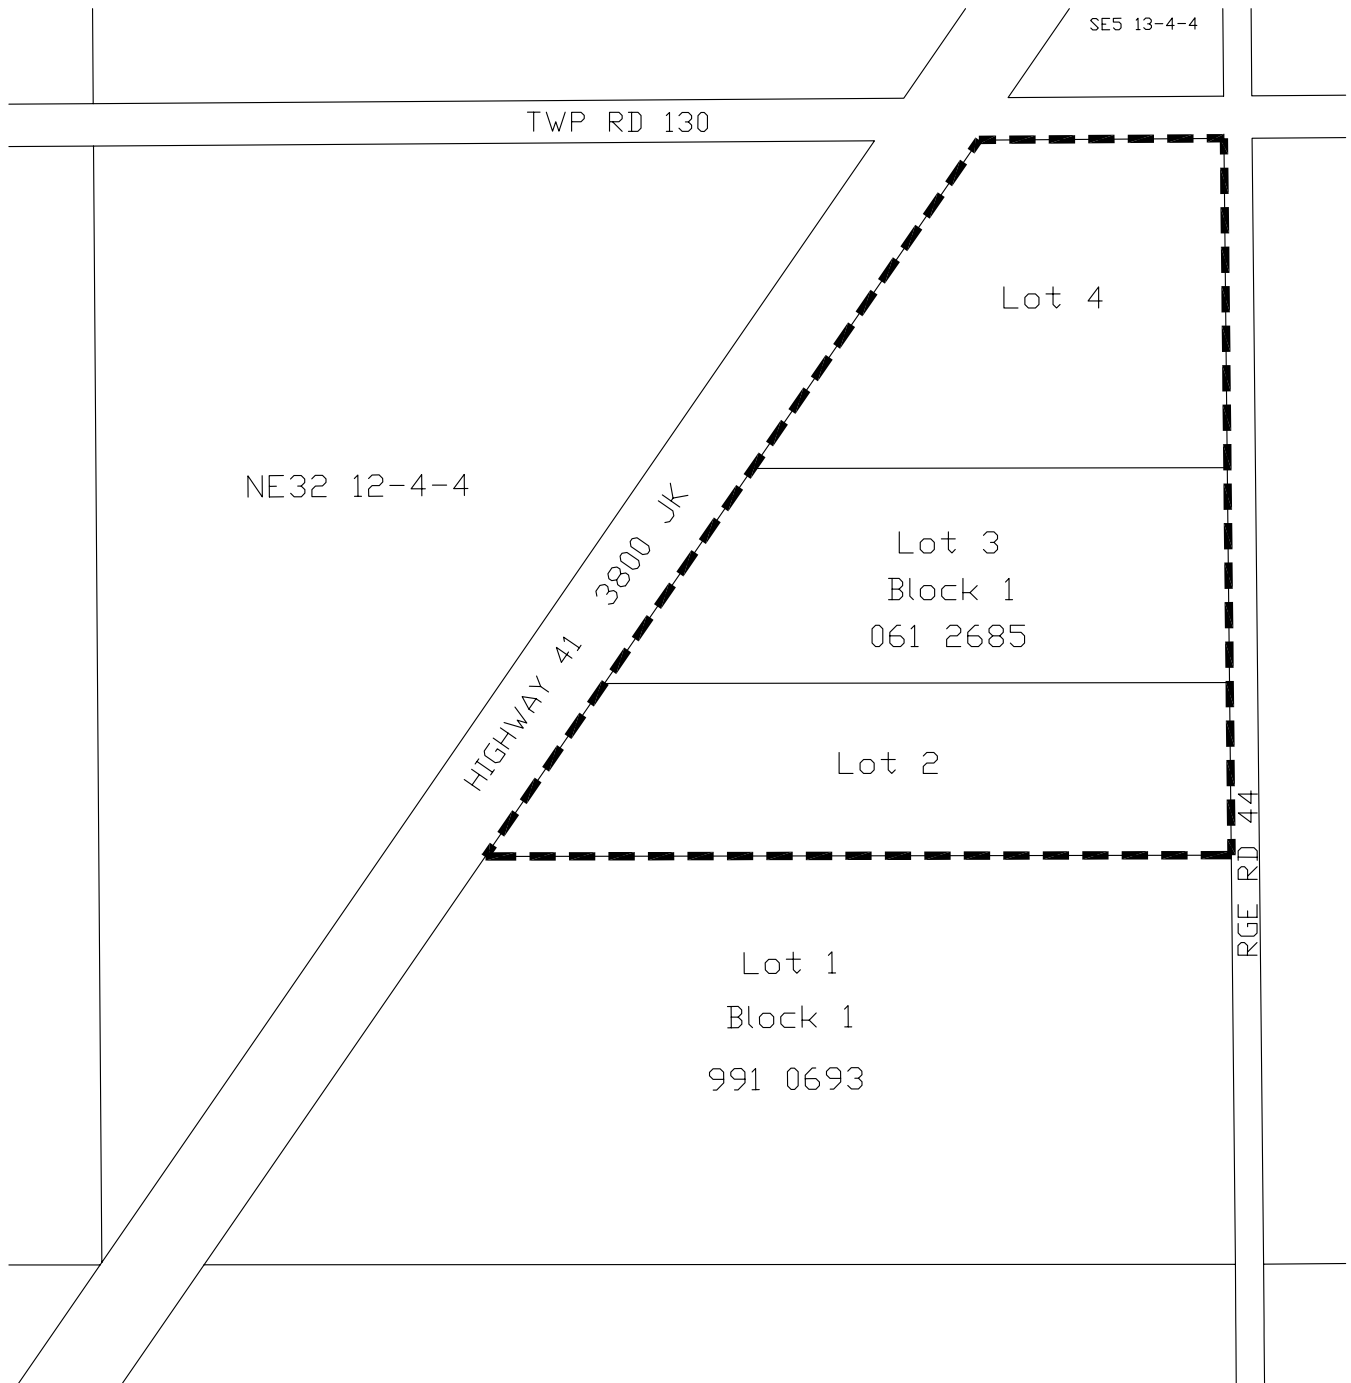 SE5 13-4-4
TWP RD 130
Lot 4
NE32 12-4-4
HIGHWAY 41 3800 JK
Lot 3
Block 1
061 2685
Lot 2
RGE RD 44
Lot 1
Block 1
991 0693